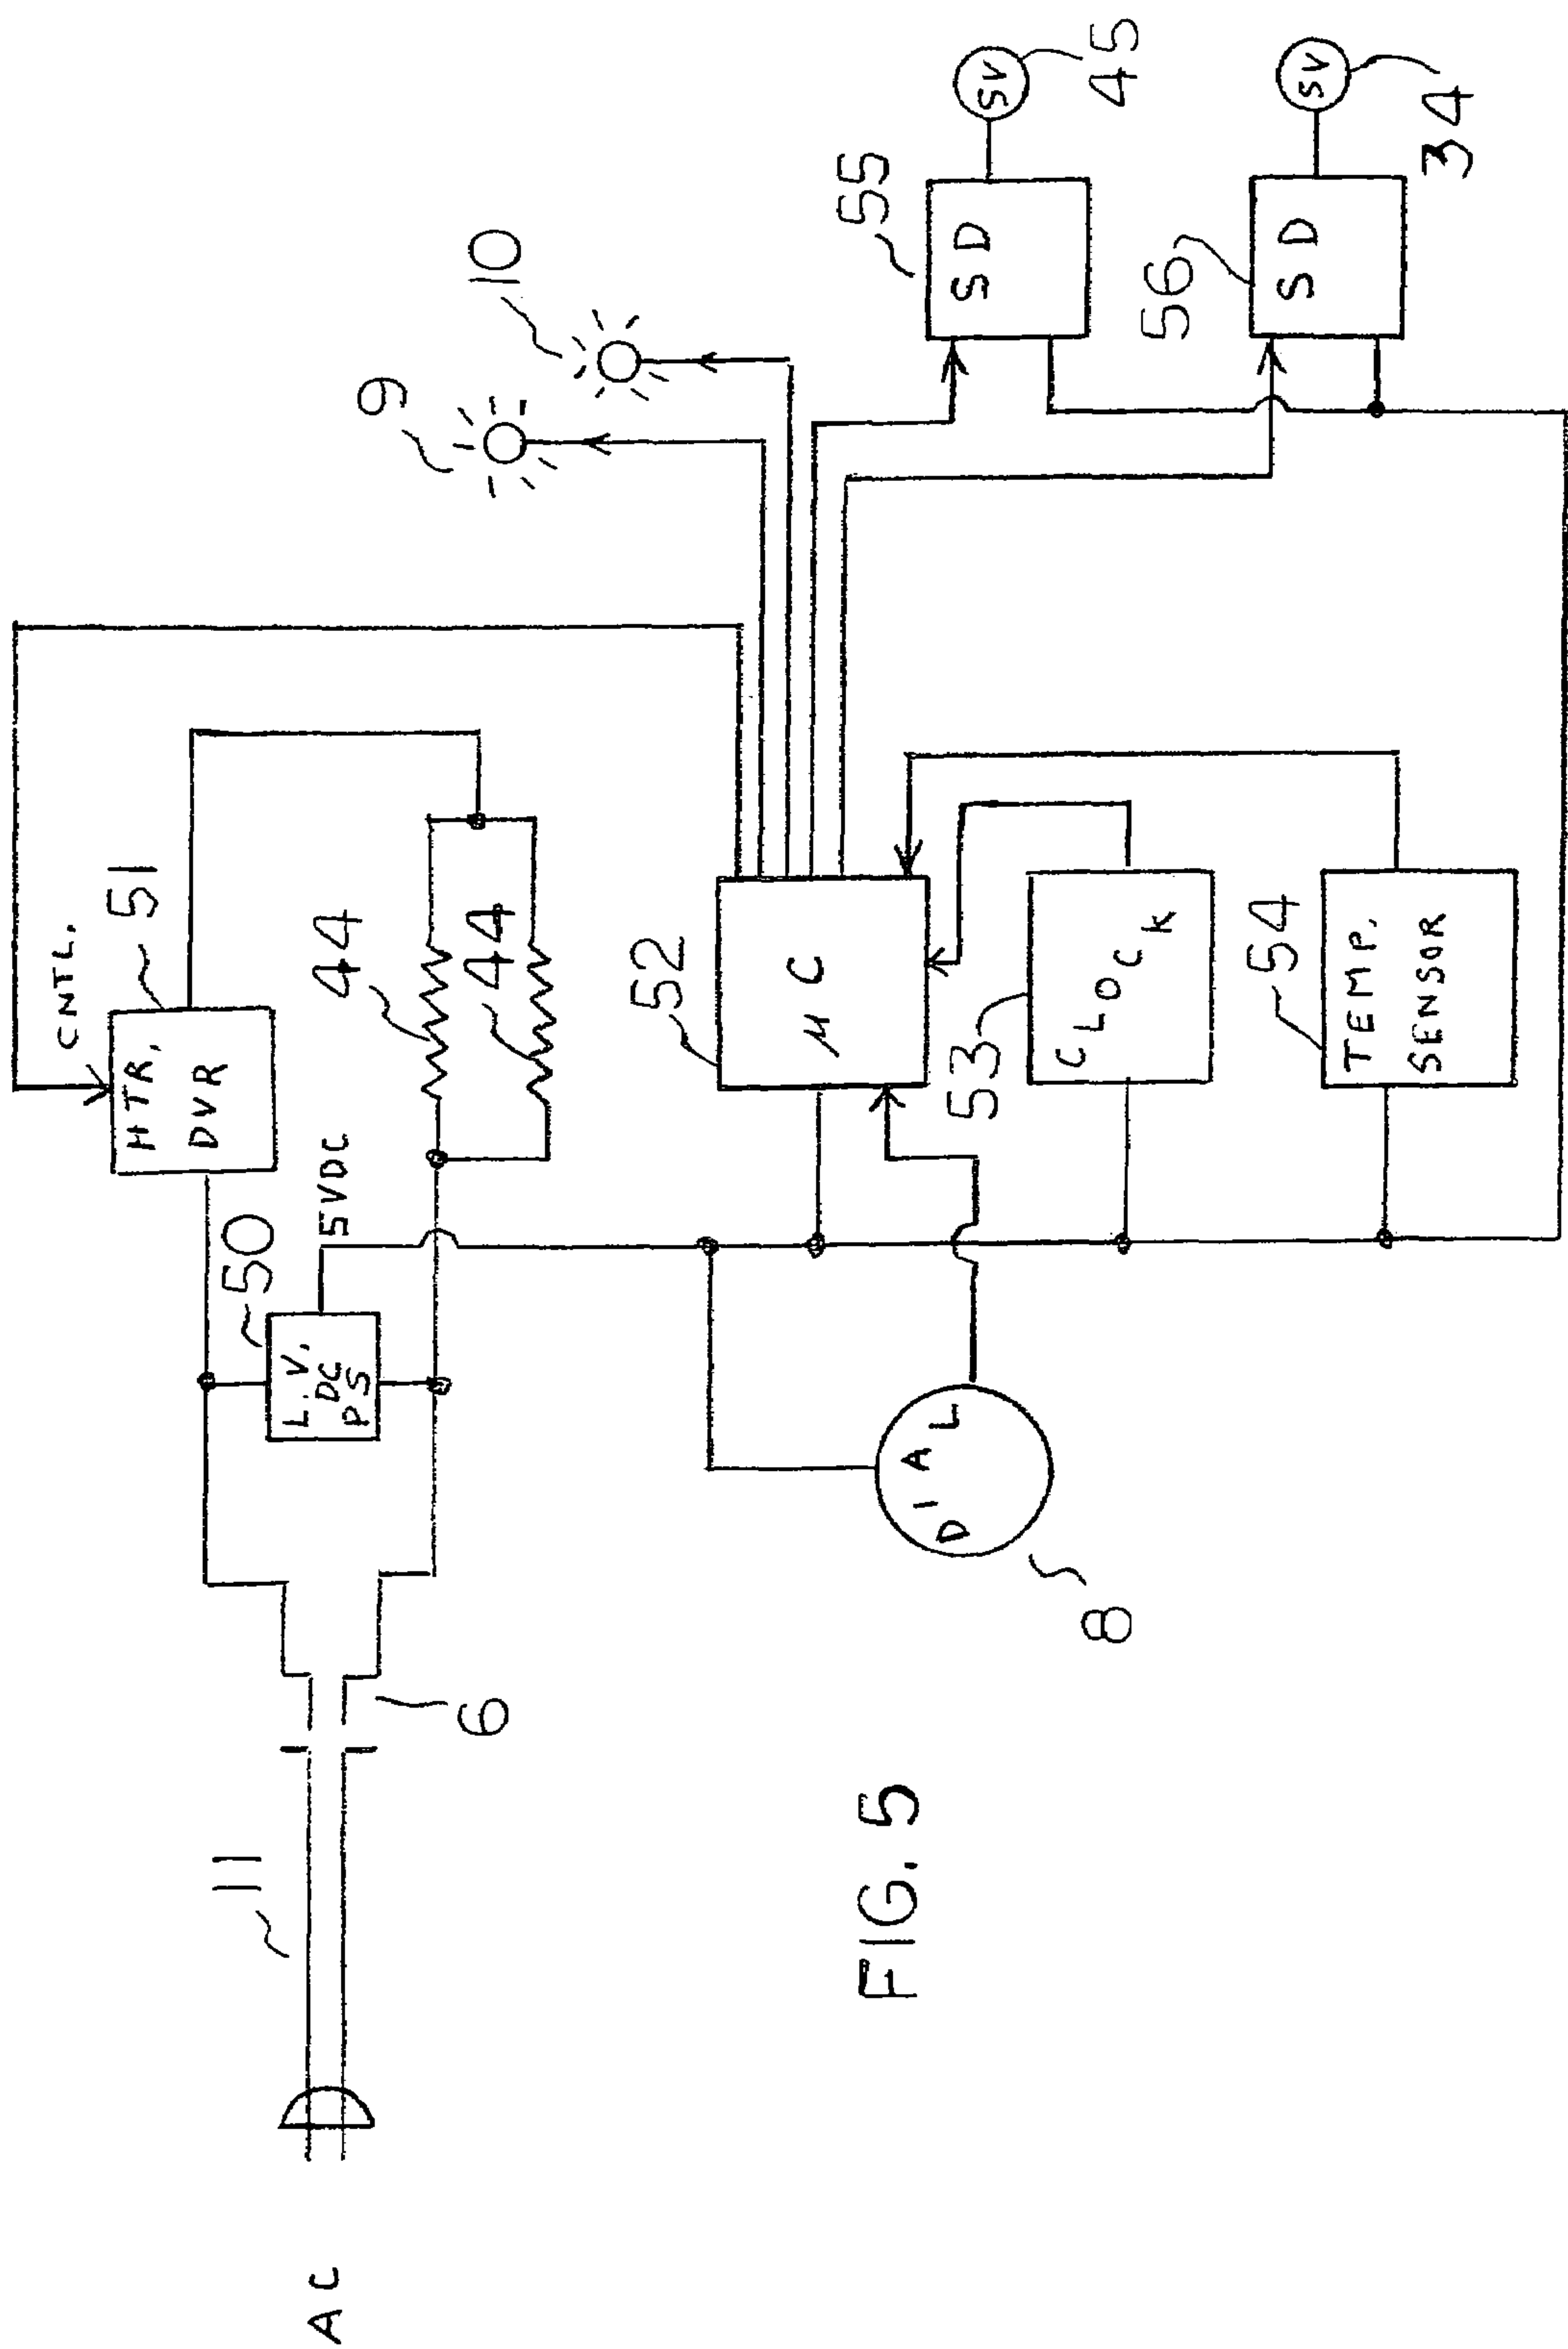 AC
11
6
50
L.V.
DC
PS
5VDC
HTR.
DVR
51
CNTL.
44
44
9
10
52
μC
DIAL
8
53
CLOCK
54
TEMP.
SENSOR
55
SD
SV
45
56
SD
SV
34
FIG. 5